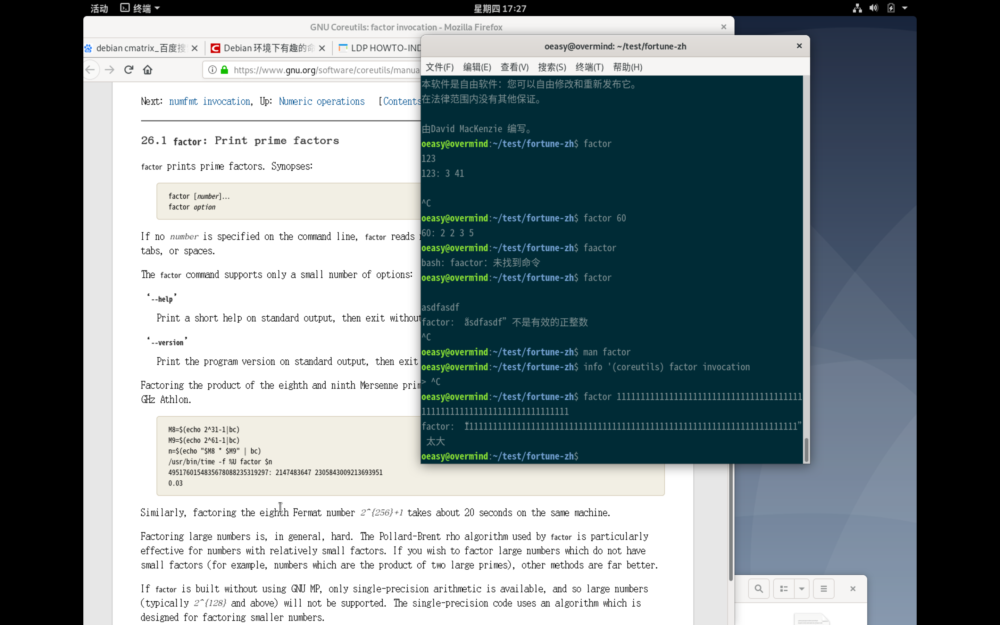 活动 终端 星期四 17:27
GNU Coreutils: factor invocation - Mozilla Firefox
debian cmatrix_百度搜 Debian 环境下有趣的命 LDP HOWTO-IND
https://www.gnu.org/software/coreutils/manua
Next: numfmt invocation, Up: Numeric operations [Contents
26.1 factor: Print prime factors
factor prints prime factors. Synopses:
factor [number]…
factor option
If no number is specified on the command line, factor reads
tabs, or spaces.
The factor command supports only a small number of options:
‘--help’
Print a short help on standard output, then exit without
‘--version’
Print the program version on standard output, then exit
Factoring the product of the eighth and ninth Mersenne prim
GHz Athlon.
M8=$(echo 2^31-1|bc)
M9=$(echo 2^61-1|bc)
n=$(echo "$M8 * $M9" | bc)
/usr/bin/time -f %U factor $n
4951760154835678088235319297: 2147483647 2305843009213693951
0.03
Similarly, factoring the eighth Fermat number 2^{256}+1 takes about 20 seconds on the same machine.
Factoring large numbers is, in general, hard. The Pollard-Brent rho algorithm used by factor is particularly
effective for numbers with relatively small factors. If you wish to factor large numbers which do not have
small factors (for example, numbers which are the product of two large primes), other methods are far better.
If factor is built without using GNU MP, only single-precision arithmetic is available, and so large numbers
(typically 2^{128} and above) will not be supported. The single-precision code uses an algorithm which is
designed for factoring smaller numbers.
oeasy@overmind: ~/test/fortune-zh
文件(F) 编辑(E) 查看(V) 搜索(S) 终端(T) 帮助(H)
本软件是自由软件：您可以自由修改和重新发布它。
在法律范围内没有其他保证。
由David MacKenzie 编写。
oeasy@overmind:~/test/fortune-zh$ factor
123
123: 3 41
^C
oeasy@overmind:~/test/fortune-zh$ factor 60
60: 2 2 3 5
oeasy@overmind:~/test/fortune-zh$ faactor
bash: faactor：未找到命令
oeasy@overmind:~/test/fortune-zh$ factor
asdfasdf
factor: “asdfasdf” 不是有效的正整数
^C
oeasy@overmind:~/test/fortune-zh$ man factor
oeasy@overmind:~/test/fortune-zh$ info '(coreutils) factor invocation
> ^C
oeasy@overmind:~/test/fortune-zh$ factor 111111111111111111111111111111111111111
1111111111111111111111111111111
factor: “1111111111111111111111111111111111111111111111111111111111111111111111”
太大
oeasy@overmind:~/test/fortune-zh$